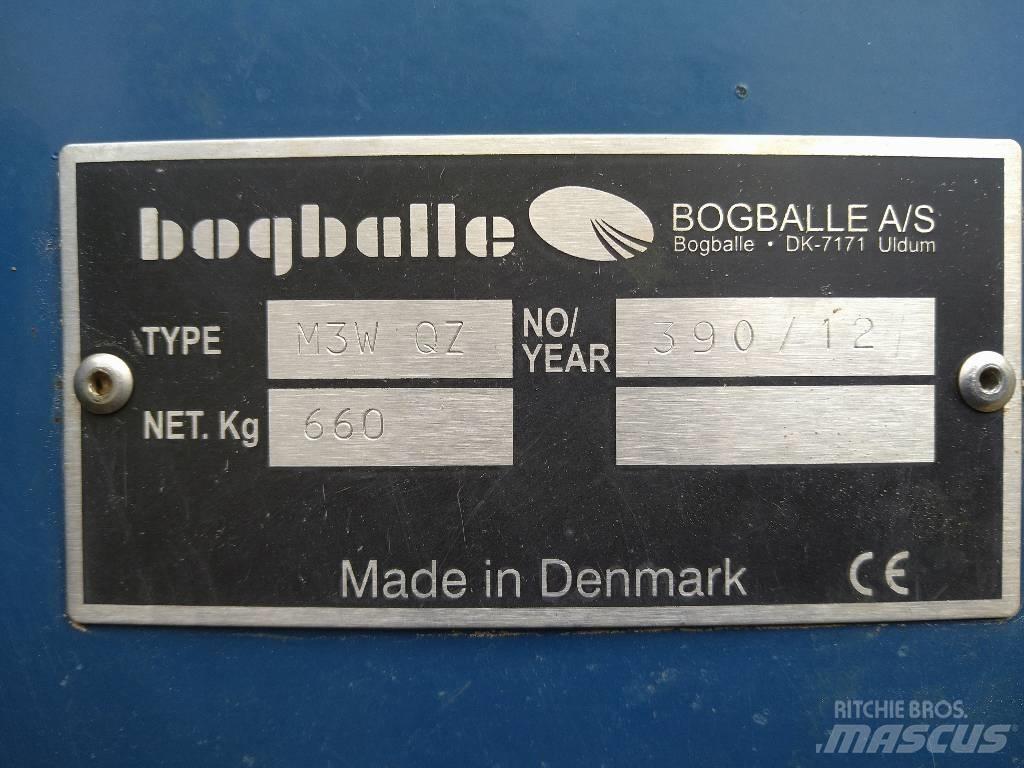 bogballe
BOGBALLE A/S
Bogballe • DK-7171 Uldum
TYPE M3W QZ NO/YEAR 390/12/
NET. Kg 660
Made in Denmark CE
RITCHIE BROS.
MASCUS